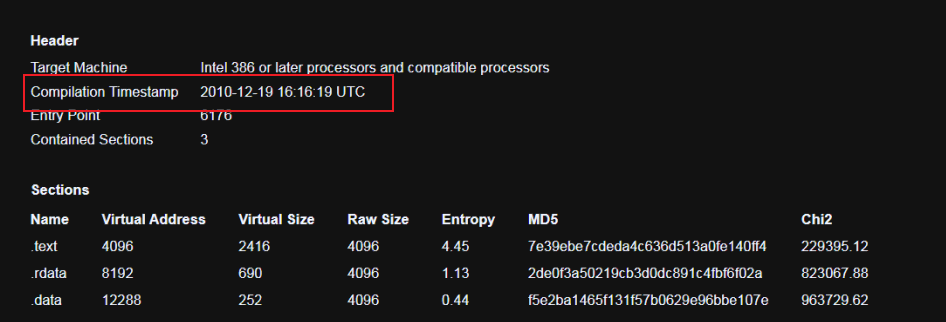 Header
Target Machine Intel 386 or later processors and compatible processors
Compilation Timestamp 2010-12-19 16:16:19 UTC
Entry Point 6176
Contained Sections 3
Sections
Name Virtual Address Virtual Size Raw Size Entropy MD5 Chi2
.text 4096 2416 4096 4.45 7e39ebe7cdeda4c636d513a0fe140ff4 229395.12
.rdata 8192 690 4096 1.13 2de0f3a50219cb3d0dc891c4fbf6f02a 823067.88
.data 12288 252 4096 0.44 f5e2ba1465f131f57b0629e96bbe107e 963729.62